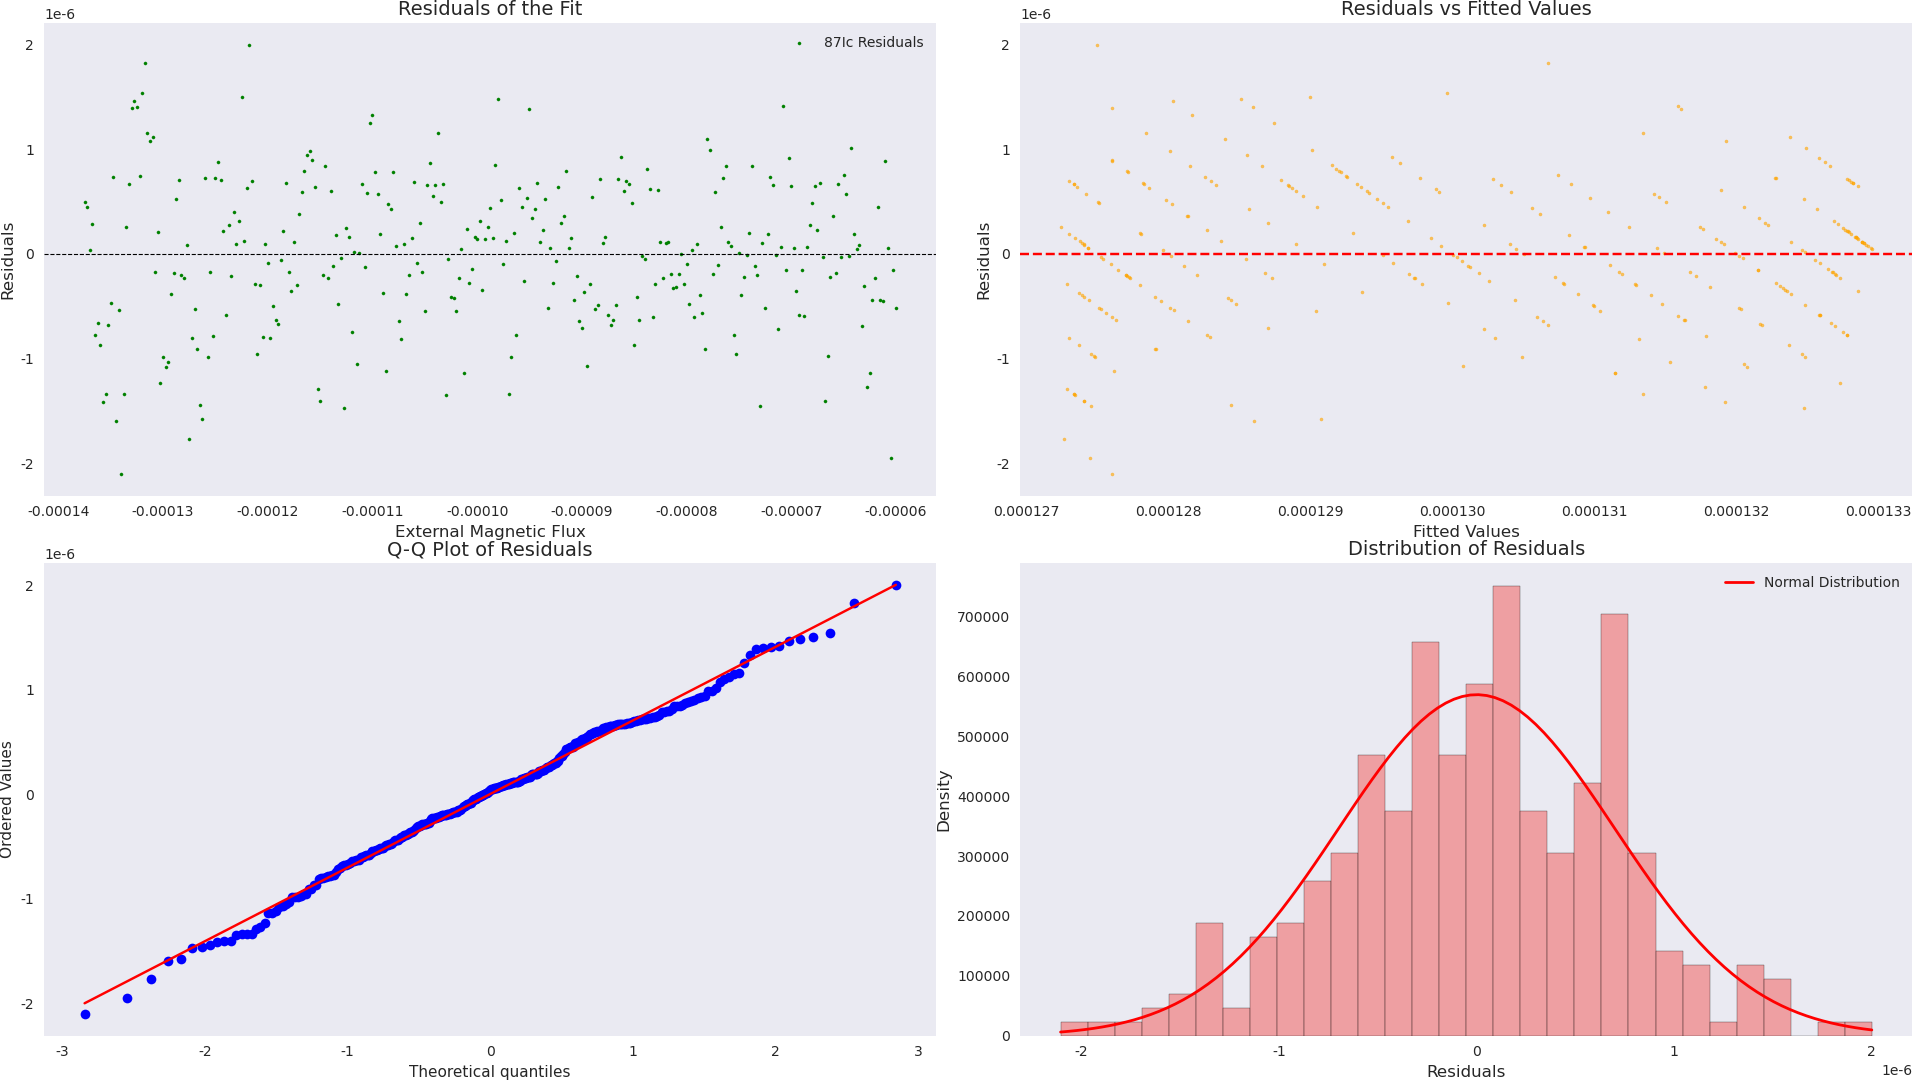 Residuals of the Fit
1e-6
87Ic Residuals
2
1
0
-1
-2
Residuals
-0.00014 -0.00013 -0.00012 -0.00011 -0.00010 -0.00009 -0.00008 -0.00007 -0.00006
External Magnetic Flux
Residuals vs Fitted Values
1e-6
2
1
0
-1
-2
Residuals
0.000127 0.000128 0.000129 0.000130 0.000131 0.000132 0.000133
Fitted Values
Q-Q Plot of Residuals
1e-6
2
1
0
-1
-2
Ordered Values
-3 -2 -1 0 1 2 3
Theoretical quantiles
Distribution of Residuals
Normal Distribution
700000
600000
500000
400000
300000
200000
100000
0
Density
-2 -1 0 1 2
1e-6
Residuals